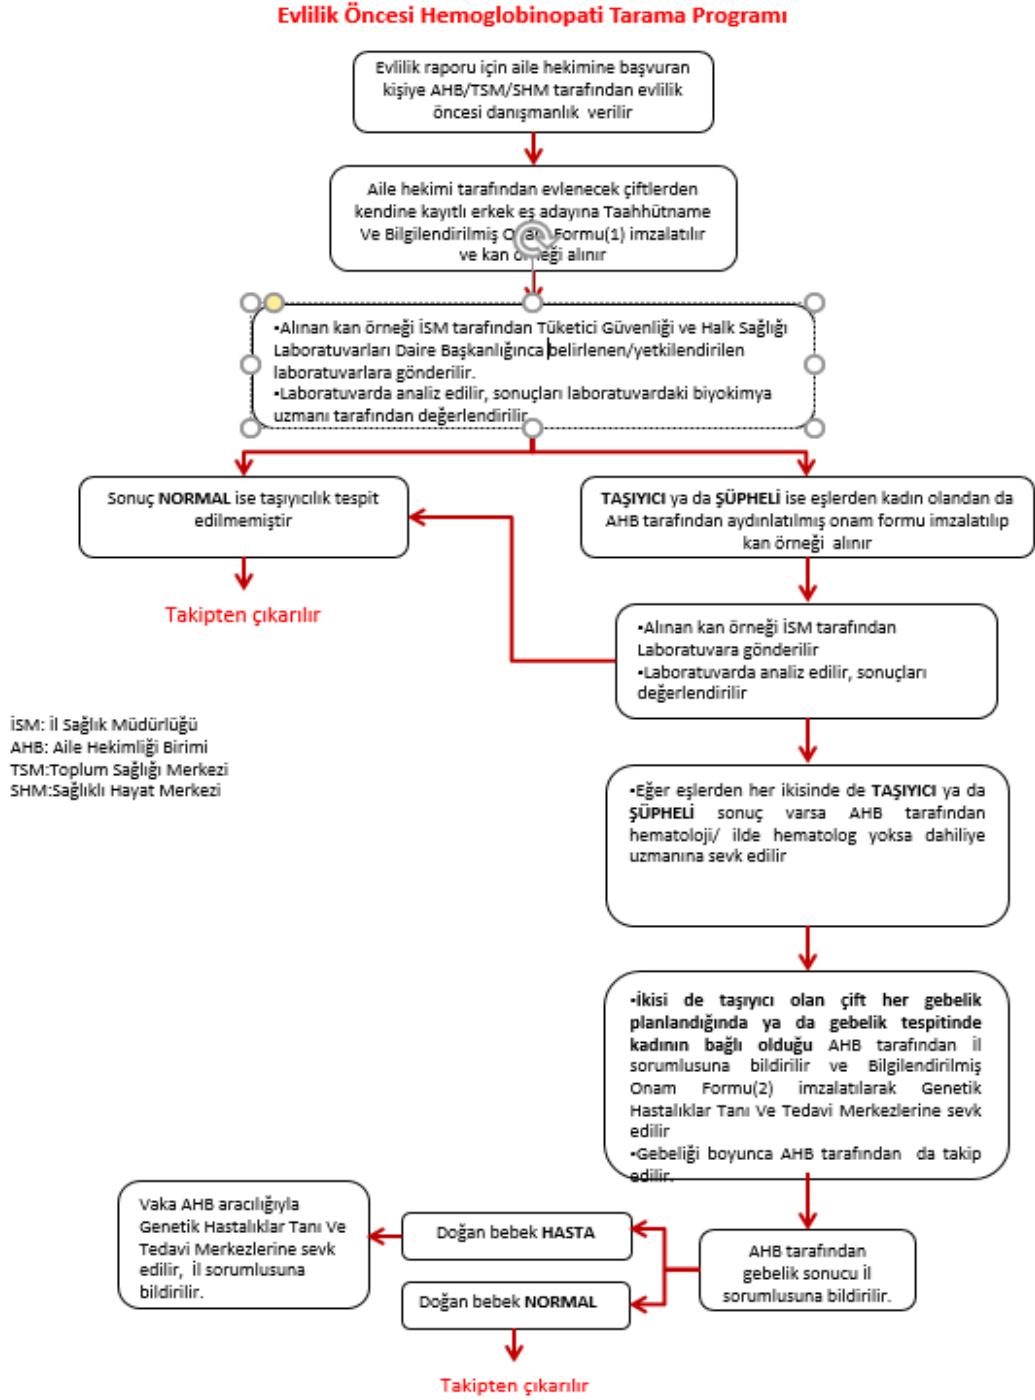 Evlilik Öncesi Hemoglobinopati Tarama Programı
Evlilik raporu için aile hekimine başvuran
kişiye AHB/TSM/SHM tarafından evlilik
öncesi danışmanlık verilir
Aile hekimi tarafından evlenecek çiftlerden
kendine kayıtlı erkek eş adayına Taahhütname
Ve Bilgilendirilmiş Formu(1) imzalatılır
ve kan örneği alınır
▪Alınan kan örneği İSM tarafından Tüketici Güvenliği ve Halk Sağlığı
Laboratuvarları Daire Başkanlığınca belirlenen/yetkilendirilen
laboratuvarlara gönderilir.
▪Laboratuvarda analiz edilir, sonuçları laboratuvardaki biyokimya
uzmanı tarafından değerlendirilir
Sonuç NORMAL ise taşıyıcılık tespit
edilmemiştir
Takipten çıkarılır
TAŞIYICI ya da ŞÜPHELİ ise eşlerden kadın olandan da
AHB tarafından aydınlatılmış onam formu imzalatılıp
kan örneği alınır
▪Alınan kan örneği İSM tarafından
Laboratuvara gönderilir
▪Laboratuvarda analiz edilir, sonuçları
değerlendirilir
İSM: İl Sağlık Müdürlüğü
AHB: Aile Hekimliği Birimi
TSM:Toplum Sağlığı Merkezi
SHM:Sağlıklı Hayat Merkezi
▪Eğer eşlerden her ikisinde de TAŞIYICI ya da
ŞÜPHELİ sonuç varsa AHB tarafından
hematoloji/ ilde hematolog yoksa dahiliye
uzmanına sevk edilir
▪İkisi de taşıyıcı olan çift her gebelik
planlandığında ya da gebelik tespitinde
kadının bağlı olduğu AHB tarafından İl
sorumlusuna bildirilir ve Bilgilendirilmiş
Onam Formu(2) imzalatılarak Genetik
Hastalıklar Tanı Ve Tedavi Merkezlerine sevk
edilir
▪Gebeliği boyunca AHB tarafından da takip
edilir.
AHB tarafından
gebelik sonucu İl
sorumlusuna bildirilir.
Doğan bebek HASTA
Vaka AHB aracılığıyla
Genetik Hastalıklar Tanı Ve
Tedavi Merkezlerine sevk
edilir, İl sorumlusuna
bildirilir.
Doğan bebek NORMAL
Takipten çıkarılır